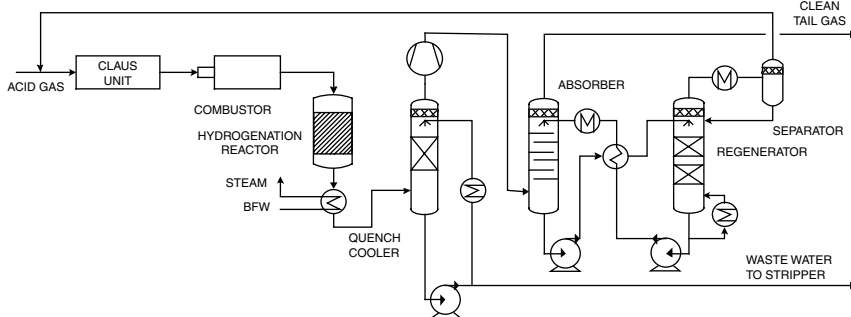 CLEAN
TAIL GAS
CLAUS
UNIT
ACID GAS
COMBUSTOR
HYDROGENATION
REACTOR
STEAM
BFW
QUENCH
COOLER
ABSORBER
SEPARATOR
REGENERATOR
WASTE WATER
TO STRIPPER